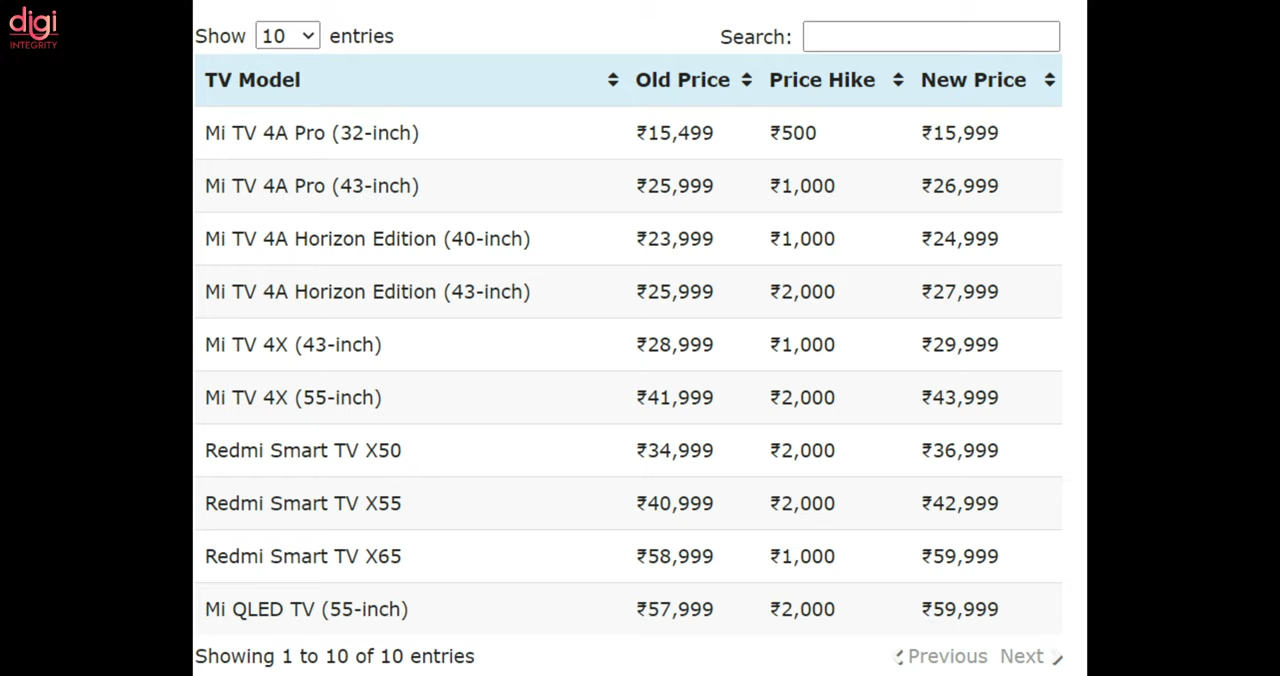 digi
INTEGRITY
Show 10 entries Search:
TV Model Old Price Price Hike New Price
Mi TV 4A Pro (32-inch) ₹15,499 ₹500 ₹15,999
Mi TV 4A Pro (43-inch) ₹25,999 ₹1,000 ₹26,999
Mi TV 4A Horizon Edition (40-inch) ₹23,999 ₹1,000 ₹24,999
Mi TV 4A Horizon Edition (43-inch) ₹25,999 ₹2,000 ₹27,999
Mi TV 4X (43-inch) ₹28,999 ₹1,000 ₹29,999
Mi TV 4X (55-inch) ₹41,999 ₹2,000 ₹43,999
Redmi Smart TV X50 ₹34,999 ₹2,000 ₹36,999
Redmi Smart TV X55 ₹40,999 ₹2,000 ₹42,999
Redmi Smart TV X65 ₹58,999 ₹1,000 ₹59,999
Mi QLED TV (55-inch) ₹57,999 ₹2,000 ₹59,999
Showing 1 to 10 of 10 entries Previous Next